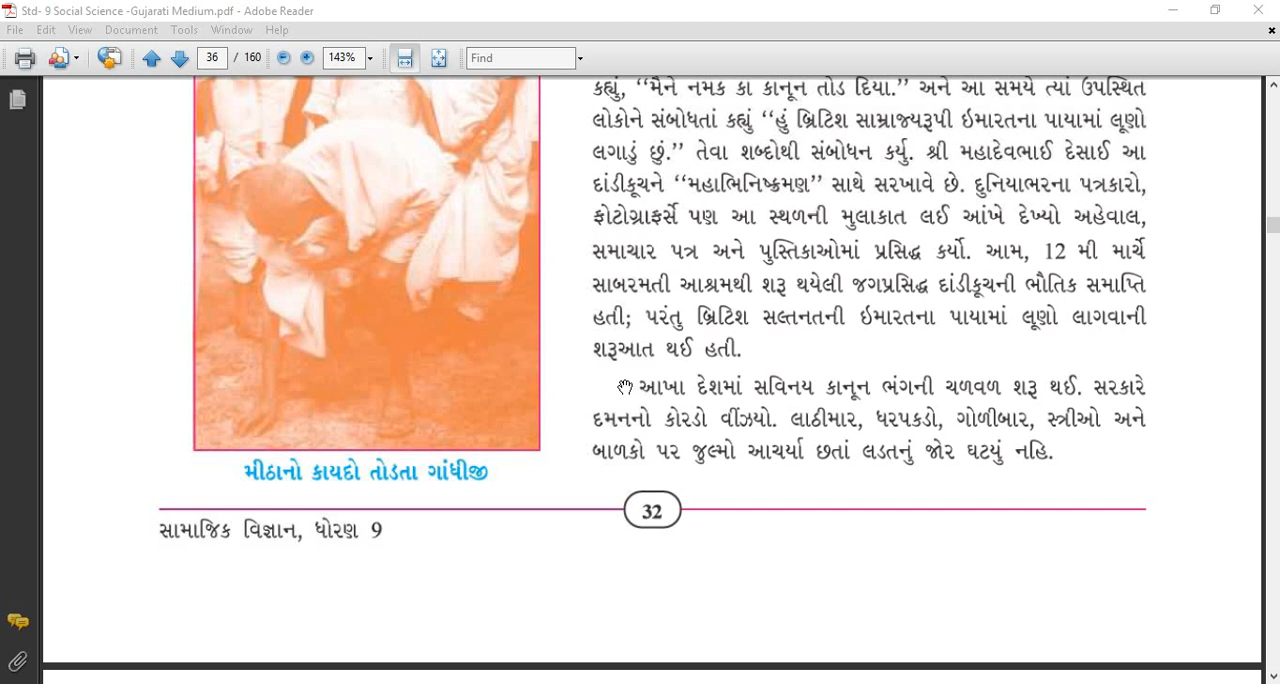 Std- 9 Social Science -Gujarati Medium.pdf - Adobe Reader
File Edit View Document Tools Window Help
36 / 160 143% Find
કહ્યું, ‘‘મૈને નમક કા કાનૂન તોડ દિયા.’’ અને આ સમયે ત્યાં ઉપસ્થિત
લોકોને સંબોધતાં કહ્યું ‘‘હું બ્રિટિશ સામ્રાજ્યરૂપી ઇમારતના પાયામાં લૂણો
લગાડું છું.’’ તેવા શબ્દોથી સંબોધન કર્યુ. શ્રી મહાદેવભાઈ દેસાઈ આ
દાંડીકૂચને ‘‘મહાભિનિષ્ક્રમણ’’ સાથે સરખાવે છે. દુનિયાભરના પત્રકારો,
ફોટોગ્રાફર્સે પણ આ સ્થળની મુલાકાત લઈ આંખે દેખ્યો અહેવાલ,
સમાચાર પત્ર અને પુસ્તિકાઓમાં પ્રસિદ્ધ કર્યો. આમ, 12 મી માર્ચે
સાબરમતી આશ્રમથી શરૂ થયેલી જગપ્રસિદ્ધ દાંડીકૂચની ભૌતિક સમાપ્તિ
હતી; પરંતુ બ્રિટિશ સલ્તનતની ઇમારતના પાયામાં લૂણો લાગવાની
શરૂઆત થઈ હતી.
આખા દેશમાં સવિનય કાનૂન ભંગની ચળવળ શરૂ થઈ. સરકારે
દમનનો કોરડો વીંઝ્યો. લાઠીમાર, ધરપકડો, ગોળીબાર, સ્ત્રીઓ અને
બાળકો પર જુલ્મો આચર્યા છતાં લડતનું જોર ઘટયું નહિ.
મીઠાનો કાયદો તોડતા ગાંધીજી
32
સામાજિક વિજ્ઞાન, ધોરણ 9